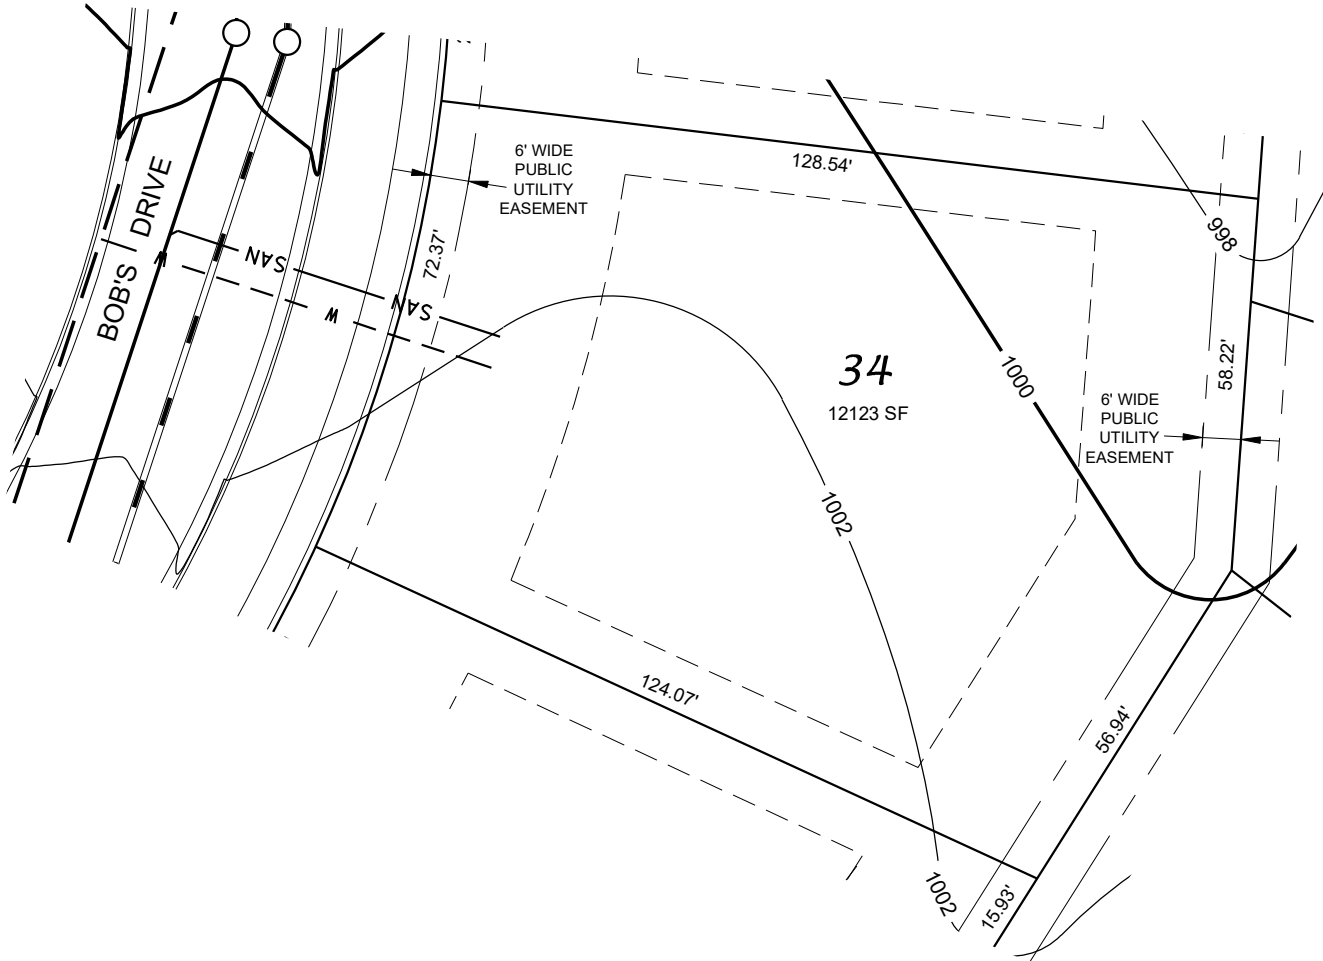 6' WIDE
PUBLIC
UTILITY
EASEMENT
128.54'
BOB'S DRIVE
998
72.37'
SAN
W
SAN
W
34
12123 SF
1000
58.22'
6' WIDE
PUBLIC
UTILITY
EASEMENT
1002
124.07'
56.94'
1002
15.93'